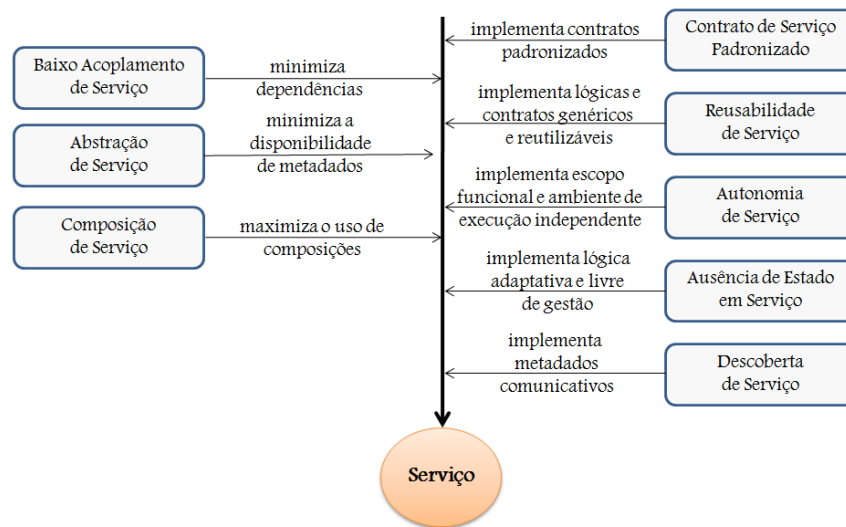 implementa contratos
padronizados
Contrato de Serviço
Padronizado
Baixo Acoplamento
de Serviço
minimiza
dependências
implementa lógicas e
contratos genéricos
e reutilizáveis
Reusabilidade
de Serviço
Abstração
de Serviço
minimiza a
disponibilidade
de metadados
implementa escopo
funcional e ambiente de
execução independente
Autonomia
de Serviço
Composição
de Serviço
maximiza o uso de
composições
implementa lógica
adaptativa e livre
de gestão
Ausência de Estado
em Serviço
implementa
metadados
comunicativos
Descoberta
de Serviço
Serviço